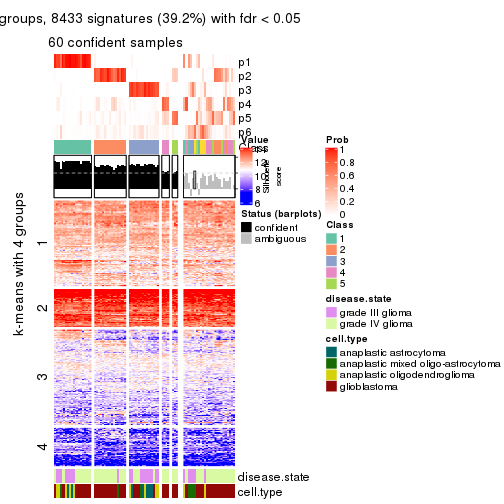 groups, 8433 signatures (39.2%) with fdr < 0.05
60 confident samples
p1
p2
p3
p4
p5
p6
Class
Value
14
12
10
8
6
Silhouette
score
Status (barplots)
confident
ambiguous
Prob
1
0.8
0.6
0.4
0.2
0
Class
1
2
3
4
5
disease.state
grade III glioma
grade IV glioma
cell.type
anaplastic astrocytoma
anaplastic mixed oligo-astrocytoma
anaplastic oligodendroglioma
glioblastoma
k-means with 4 groups
1
2
3
4
disease.state
cell.type